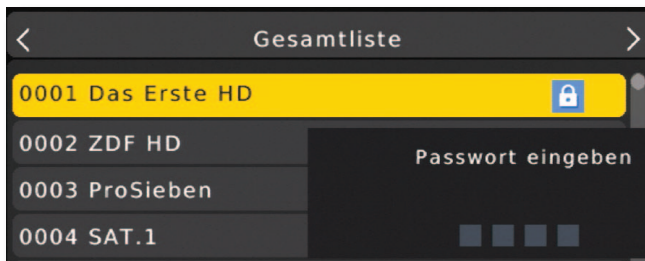 Gesamtliste
0001 Das Erste HD
0002 ZDF HD
Passwort eingeben
0003 ProSieben
0004 SAT.1